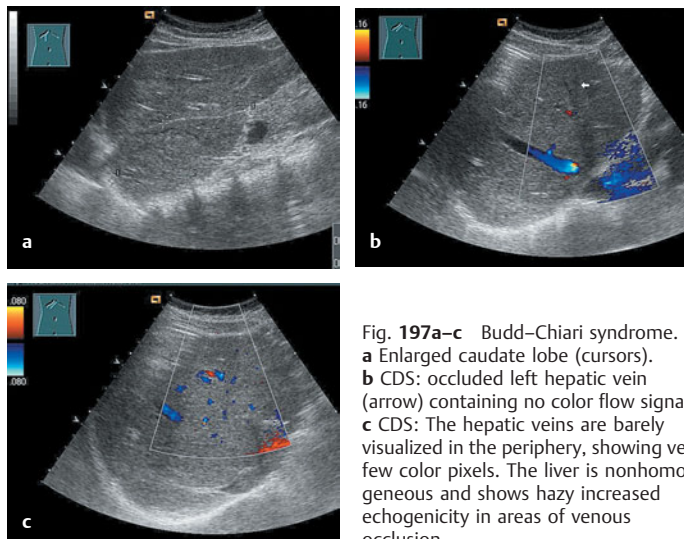 a
.16
.16
b
.080
.080
c
Fig. 197a–c Budd–Chiari syndrome.
a Enlarged caudate lobe (cursors).
b CDS: occluded left hepatic vein
(arrow) containing no color flow signa
c CDS: The hepatic veins are barely
visualized in the periphery, showing ve
few color pixels. The liver is nonhomo
geneous and shows hazy increased
echogenicity in areas of venous
occlusion